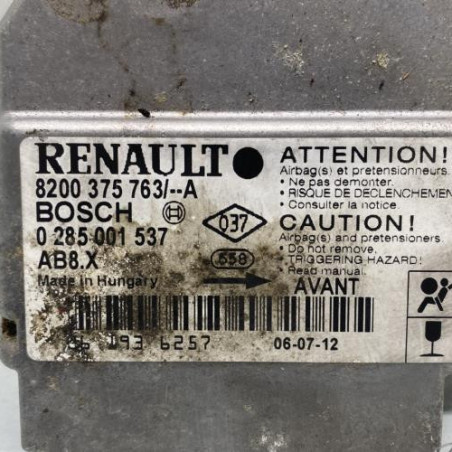 RENAULT
8200 375 763/--A
BOSCH
0 285 001 537
AB8.X
Made in Hungary
037
558
ATTENTION!
Airbag(s) et pretensionneurs.
• Ne pas demonter.
• RISQUE DE DECLENCHEMEN
• Consulter la notice.
CAUTION!
Airbag(s) and pretensioners
• Do not remove.
TRIGGERING HAZARD!
Read manual.
AVANT
6257
06-07-12